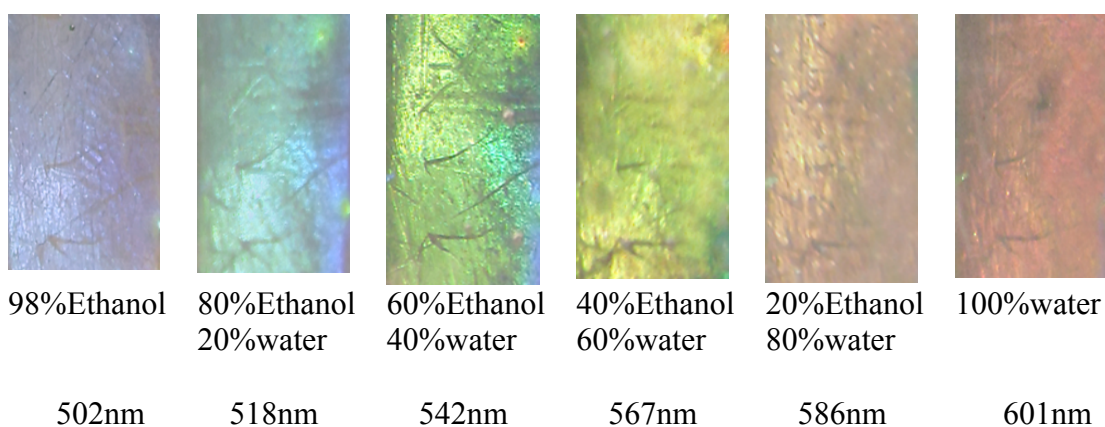 98%Ethanol 80%Ethanol 60%Ethanol 40%Ethanol 20%Ethanol 100%water
20%water 40%water 60%water 80%water
502nm 518nm 542nm 567nm 586nm 601nm